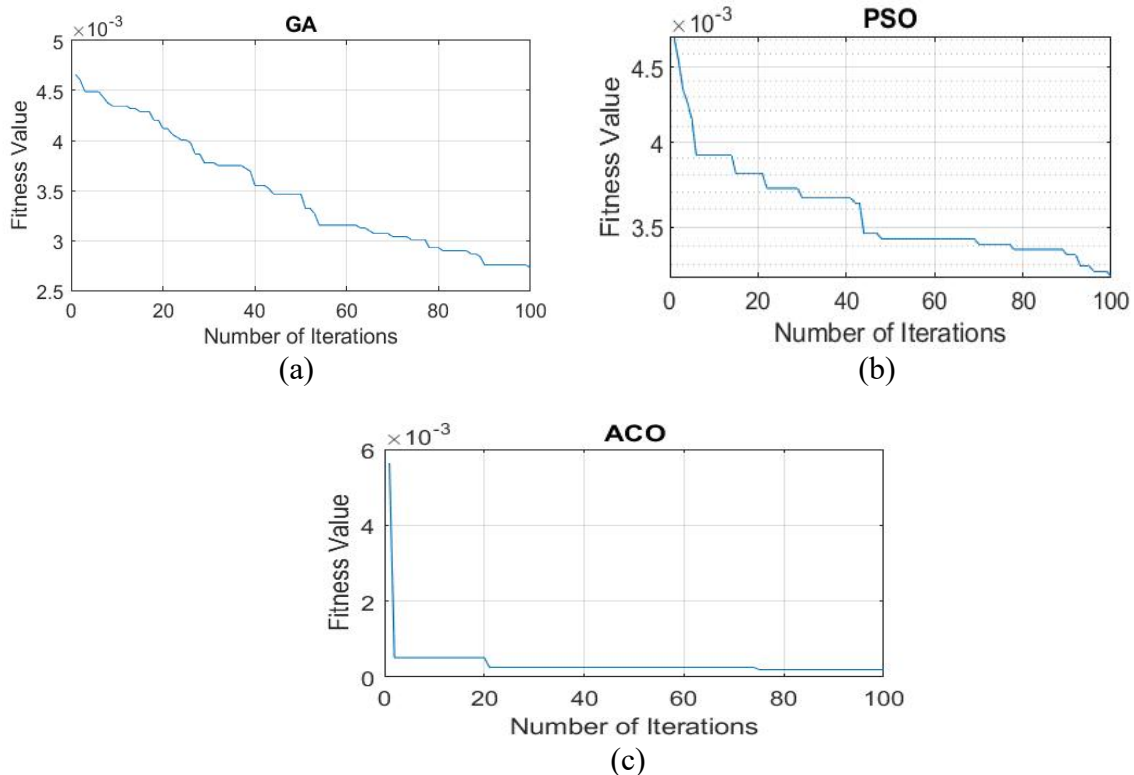 GA
×10-3
5
4.5
4
3.5
3
2.5
Fitness Value
0 20 40 60 80 100
Number of Iterations
(a)
PSO
×10-3
4.5
4
3.5
Fitness Value
0 20 40 60 80 100
Number of Iterations
(b)
ACO
×10-3
6
4
2
0
Fitness Value
0 20 40 60 80 100
Number of Iterations
(c)